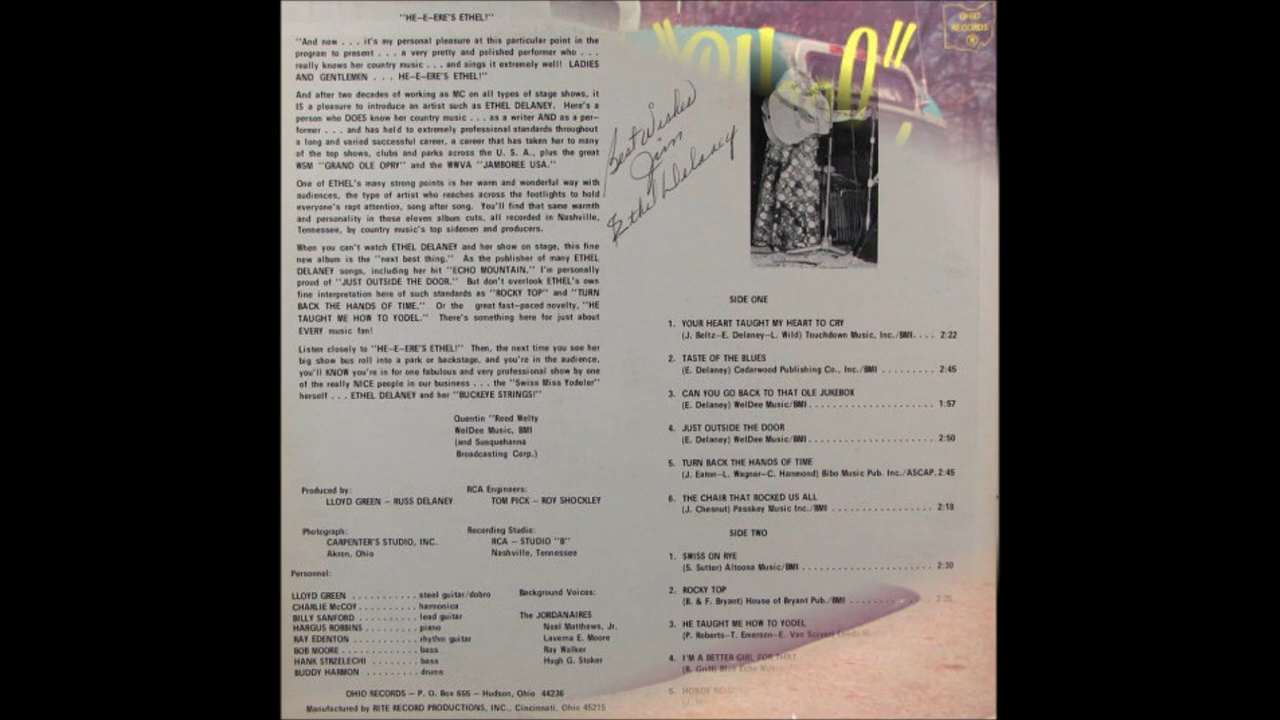 "HE–E–ERE'S ETHEL!"
"And now . . . it's my personal pleasure at this particular point in the
program to present . . . a very pretty and polished performer who . . .
really knows her country music . . . and sings it extremely well! LADIES
AND GENTLEMEN . . . HE–E–ERE'S ETHEL!"
And after two decades of working as MC on all types of stage shows, it
IS a pleasure to introduce an artist such as ETHEL DELANEY. Here's a
person who DOES know her country music . . . as a writer AND as a per-
former . . . and has held to extremely professional standards throughout
a long and varied successful career, a career that has taken her to many
of the top shows, clubs and parks across the U. S. A., plus the great
WSM "GRAND OLE OPRY" and the WWVA "JAMBOREE USA."
One of ETHEL's many strong points is her warm and wonderful way with
audiences, the type of artist who reaches across the footlights to hold
everyone's rapt attention, song after song. You'll find that same warmth
and personality in these eleven album cuts, all recorded in Nashville,
Tennessee, by country music's top sidemen and producers.
When you can't watch ETHEL DELANEY and her show on stage, this fine
new album is the "next best thing." As the publisher of many ETHEL
DELANEY songs, including her hit "ECHO MOUNTAIN," I'm personally
proud of "JUST OUTSIDE THE DOOR." But don't overlook ETHEL's own
fine interpretation here of such standards as "ROCKY TOP" and "TURN
BACK THE HANDS OF TIME." Or the great fast–paced novelty, "HE
TAUGHT ME HOW TO YODEL." There's something here for just about
EVERY music fan!
Listen closely to "HE–E–ERE'S ETHEL!" Then, the next time you see her
big show bus roll into a park or backstage, and you're in the audience,
you'll KNOW you're in for one fabulous and very professional show by one
of the really NICE people in our business . . . the "Swiss Miss Yodeler"
herself . . . ETHEL DELANEY and her "BUCKEYE STRINGS!"
Quentin "Reed Welty
WelDee Music, BMI
(and Susquehanna
Broadcasting Corp.)
Produced by:
LLOYD GREEN – RUSS DELANEY
RCA Engineers:
TOM PICK – ROY SHOCKLEY
Photograph:
CARPENTER'S STUDIO, INC.
Akron, Ohio
Recording Studio:
RCA – STUDIO "B"
Nashville, Tennessee
Personnel:
LLOYD GREEN . . . . . . . . . . steel guitar/dobro
CHARLIE McCOY . . . . . . . . . harmonica
BILLY SANFORD . . . . . . . . . lead guitar
HARGUS ROBBINS . . . . . . . . piano
RAY EDENTON . . . . . . . . . . rhythm guitar
BOB MOORE . . . . . . . . . . . bass
HANK STRZELECHI . . . . . . . bass
BUDDY HARMON . . . . . . . . drums
Background Voices:
The JORDANAIRES
Neal Matthews, Jr.
Laverna E. Moore
Ray Walker
Hugh G. Stoker
OHIO RECORDS – P. O. Box 655 – Hudson, Ohio 44236
Manufactured by RITE RECORD PRODUCTIONS, INC., Cincinnati, Ohio 45215
OHIO
RECORDS
Best Wishes
Jim
Ethel Delaney
SIDE ONE
1. YOUR HEART TAUGHT MY HEART TO CRY
(J. Beltz–E. Delaney–L. Wild) Touchdown Music, Inc./BMI. . . . 2:22
2. TASTE OF THE BLUES
(E. Delaney) Cedarwood Publishing Co., Inc./BMI . . . . . . . . . 2:45
3. CAN YOU GO BACK TO THAT OLE JUKEBOX
(E. Delaney) WelDee Music/BMI . . . . . . . . . . . . . . . . 1:57
4. JUST OUTSIDE THE DOOR
(E. Delaney) WelDee Music/BMI . . . . . . . . . . . . . . . . 2:50
5. TURN BACK THE HANDS OF TIME
(J. Eaton–L. Wagner–C. Hammond) Bibo Music Pub. Inc./ASCAP. 2:45
6. THE CHAIR THAT ROCKED US ALL
(J. Chesnut) Passkey Music Inc./BMI . . . . . . . . . . . . . 2:18
SIDE TWO
1. SWISS ON RYE
(S. Sutter) Altoona Music/BMI . . . . . . . . . . . . . . . . 2:30
2. ROCKY TOP
(B. & F. Bryant) House of Bryant Pub./BMI . . . . . . . . . .
3. HE TAUGHT ME HOW TO YODEL
(P. Roberts–T. Emerson–E. Van
4. I'M A BETTER GIRL FOR THAT
5. HOWDY